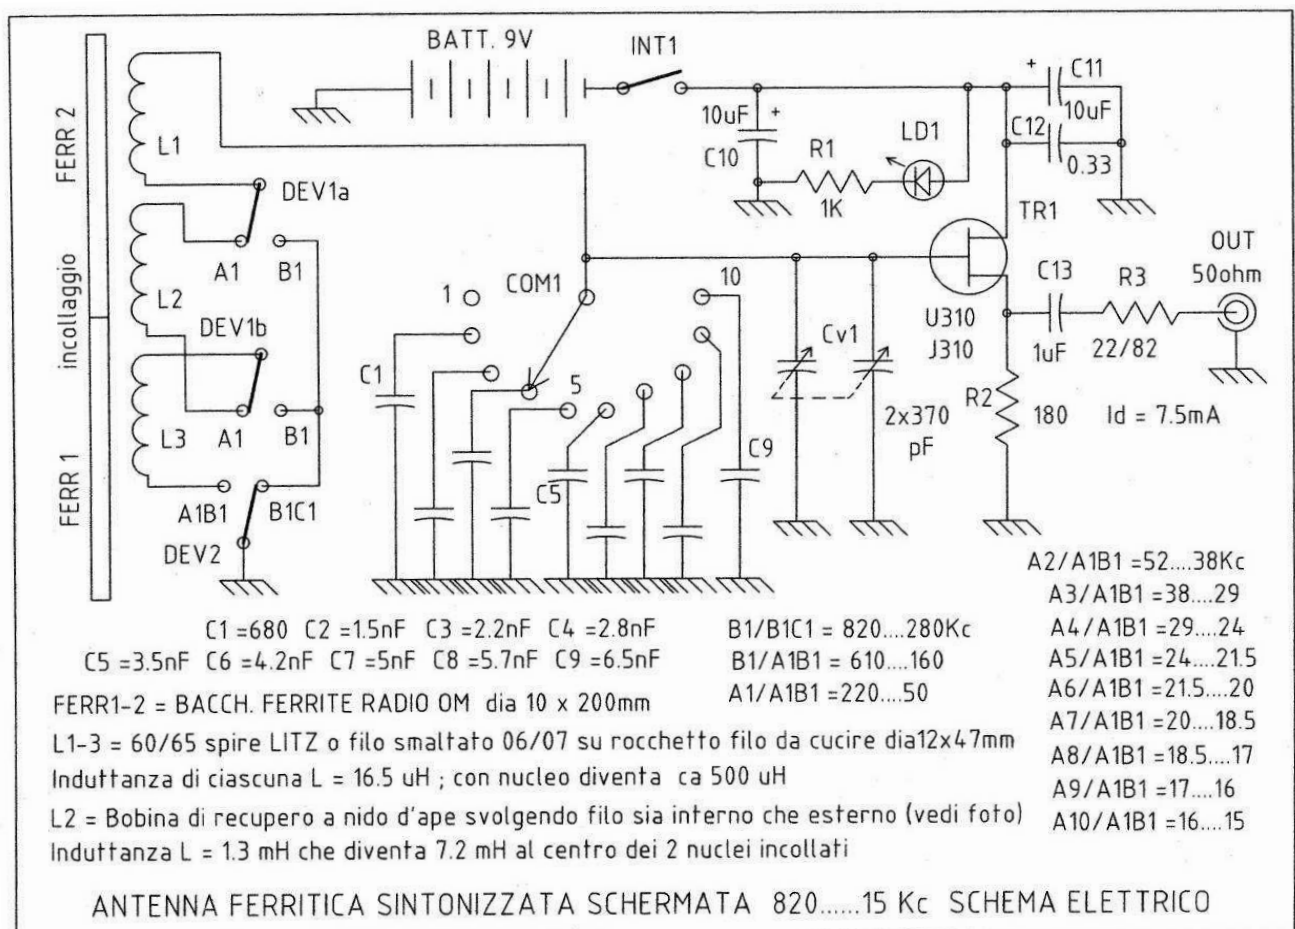 BATT. 9V
INT1
+ C11
10uF
10uF +
C12
0.33
C10
R1
1K
LD1
FERR 2
L1
DEV1a
A1 B1
L2
incollaggio
DEV1b
L3 A1 B1
FERR 1
A1B1 B1C1
DEV2
1 COM1 10
5
C1
C5
C9
Cv1
2x370
pF
TR1
U310
J310
C13
1uF
R3
22/82
OUT
50ohm
R2
180
Id = 7.5mA
C1 =680 C2 =1.5nF C3 =2.2nF C4 =2.8nF
C5 =3.5nF C6 =4.2nF C7 =5nF C8 =5.7nF C9 =6.5nF
B1/B1C1 = 820....280Kc
B1/A1B1 = 610....160
A1/A1B1 =220....50
A2/A1B1 =52....38Kc
A3/A1B1 =38....29
A4/A1B1 =29....24
A5/A1B1 =24....21.5
A6/A1B1 =21.5....20
A7/A1B1 =20....18.5
A8/A1B1 =18.5....17
A9/A1B1 =17....16
A10/A1B1 =16....15
FERR1-2 = BACCH. FERRITE RADIO OM dia 10 x 200mm
L1-3 = 60/65 spire LITZ o filo smaltato 06/07 su rocchetto filo da cucire dia12x47mm
Induttanza di ciascuna L = 16.5 uH ; con nucleo diventa ca 500 uH
L2 = Bobina di recupero a nido d'ape svolgendo filo sia interno che esterno (vedi foto)
Induttanza L = 1.3 mH che diventa 7.2 mH al centro dei 2 nuclei incollati
ANTENNA FERRITICA SINTONIZZATA SCHERMATA 820......15 Kc SCHEMA ELETTRICO